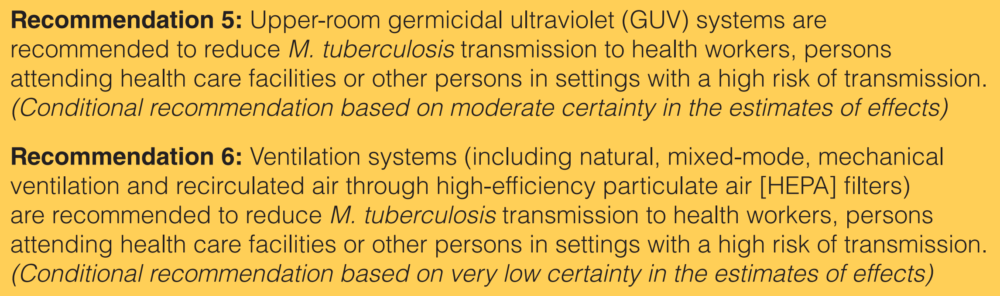 Recommendation 5: Upper-room germicidal ultraviolet (GUV) systems are
recommended to reduce M. tuberculosis transmission to health workers, persons
attending health care facilities or other persons in settings with a high risk of transmission.
(Conditional recommendation based on moderate certainty in the estimates of effects)
Recommendation 6: Ventilation systems (including natural, mixed-mode, mechanical
ventilation and recirculated air through high-efficiency particulate air [HEPA] filters)
are recommended to reduce M. tuberculosis transmission to health workers, persons
attending health care facilities or other persons in settings with a high risk of transmission.
(Conditional recommendation based on very low certainty in the estimates of effects)